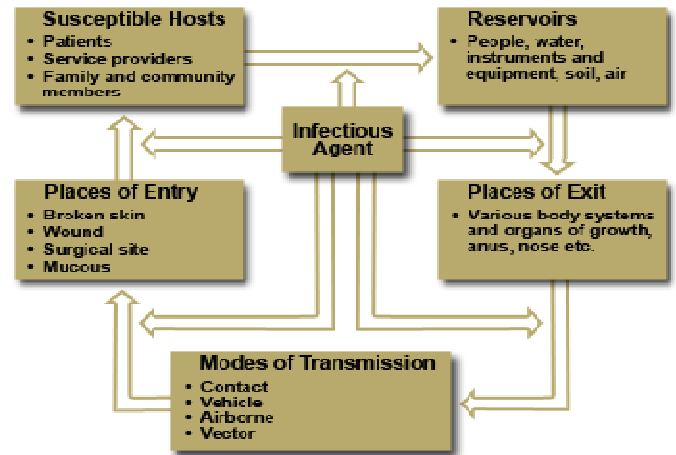 Susceptible Hosts
• Patients
• Service providers
• Family and community
members
Reservoirs
• People, water,
instruments and
equipment, soil, air
Infectious
Agent
Places of Entry
• Broken skin
• Wound
• Surgical site
• Mucous
Places of Exit
• Various body systems
and organs of growth,
anus, nose etc.
Modes of Transmission
• Contact
• Vehicle
• Airborne
• Vector